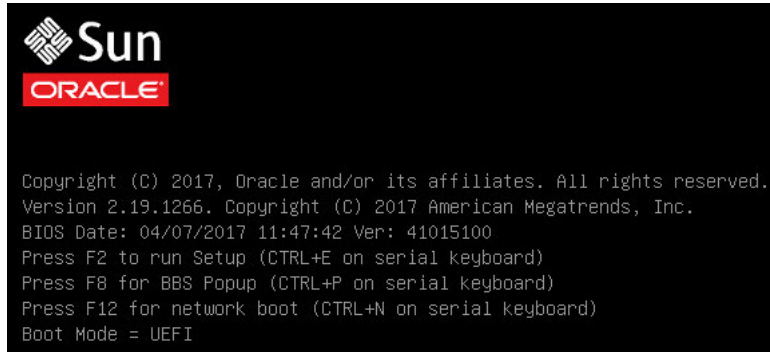 Sun
ORACLE
Copyright (C) 2017, Oracle and/or its affiliates. All rights reserved.
Version 2.19.1266. Copyright (C) 2017 American Megatrends, Inc.
BIOS Date: 04/07/2017 11:47:42 Ver: 41015100
Press F2 to run Setup (CTRL+E on serial keyboard)
Press F8 for BBS Popup (CTRL+P on serial keyboard)
Press F12 for network boot (CTRL+N on serial keyboard)
Boot Mode = UEFI